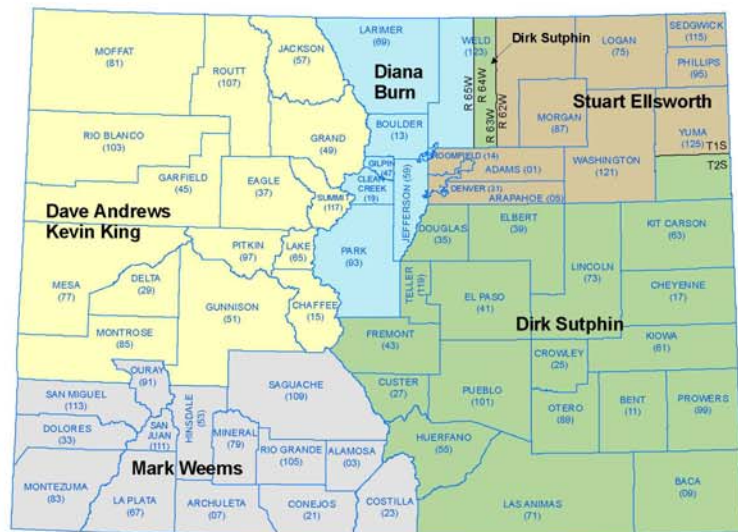 MOFFAT
(81)
ROUTT
(107)
JACKSON
(57)
LARIMER
(69)
WELD
(123)
Dirk Sutphin
LOGAN
(75)
SEDGWICK
(115)
PHILLIPS
(95)
Diana
Burn
R 65W
R 64W
R 63W
R 62W
Stuart Ellsworth
MORGAN
(87)
YUMA
(125)
T1S
T2S
WASHINGTON
(121)
RIO BLANCO
(103)
GRAND
(49)
BOULDER
(13)
GILPIN
(47)
CLEAR
CREEK
(19)
JEFFERSON (59)
BROOMFIELD (14)
ADAMS (01)
DENVER (31)
ARAPAHOE (05)
GARFIELD
(45)
EAGLE
(37)
SUMMIT
(117)
Dave Andrews
Kevin King
PITKIN
(97)
LAKE
(65)
PARK
(93)
DOUGLAS
(35)
ELBERT
(39)
KIT CARSON
(63)
LINCOLN
(73)
MESA
(77)
DELTA
(29)
GUNNISON
(51)
CHAFFEE
(15)
TELLER
(119)
EL PASO
(41)
CHEYENNE
(17)
Dirk Sutphin
MONTROSE
(85)
FREMONT
(43)
CROWLEY
(25)
KIOWA
(61)
OURAY
(91)
SAN MIGUEL
(113)
HINSDALE
(53)
SAGUACHE
(109)
CUSTER
(27)
PUEBLO
(101)
OTERO
(89)
BENT
(11)
PROWERS
(99)
DOLORES
(33)
SAN
JUAN
(111)
MINERAL
(79)
RIO GRANDE
(105)
ALAMOSA
(03)
HUERFANO
(55)
Mark Weems
MONTEZUMA
(83)
LA PLATA
(67)
ARCHULETA
(07)
CONEJOS
(21)
COSTILLA
(23)
LAS ANIMAS
(71)
BACA
(09)